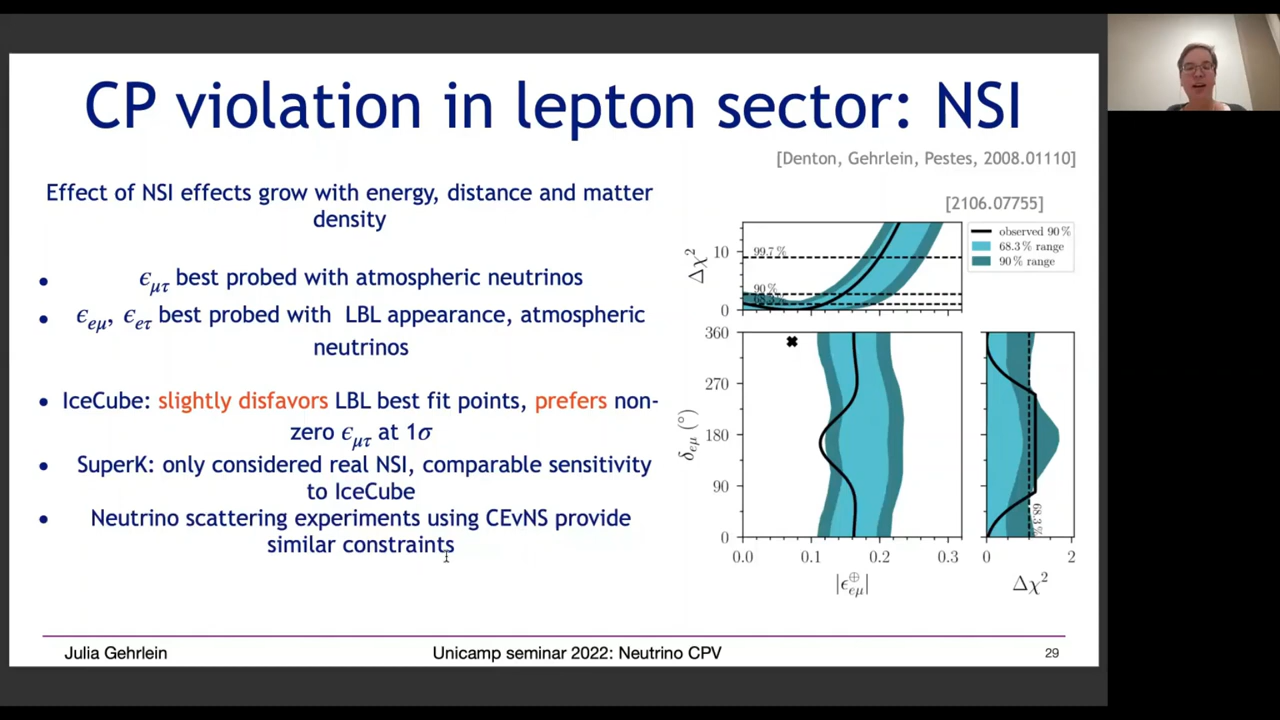 CP violation in lepton sector: NSI
[Denton, Gehrlein, Pestes, 2008.01110]
Effect of NSI effects grow with energy, distance and matter
density
• ϵμτ best probed with atmospheric neutrinos
• ϵeμ, ϵeτ best probed with LBL appearance, atmospheric
neutrinos
• IceCube: slightly disfavors LBL best fit points, prefers non-
zero ϵμτ at 1σ
• SuperK: only considered real NSI, comparable sensitivity
to IceCube
• Neutrino scattering experiments using CEvNS provide
similar constraints
[2106.07755]
observed 90 %
68.3 % range
90 % range
Δχ²
10
0
99.7 %
90 %
68.3 %
δeμ (°)
360
270
180
90
0
0.0 0.1 0.2 0.3
|ϵ⊕eμ|
68.3 %
0 2
Δχ²
Julia Gehrlein
Unicamp seminar 2022: Neutrino CPV
29